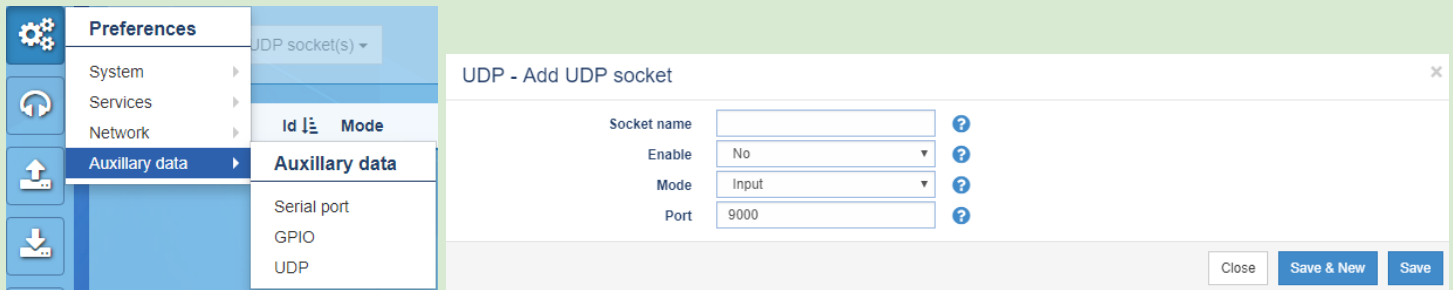 Preferences
UDP socket(s)
System
Services
Network
Auxillary data
Id Mode
Auxillary data
Serial port
GPIO
UDP
UDP - Add UDP socket
×
Socket name ?
Enable No ?
Mode Input ?
Port 9000 ?
Close Save & New Save